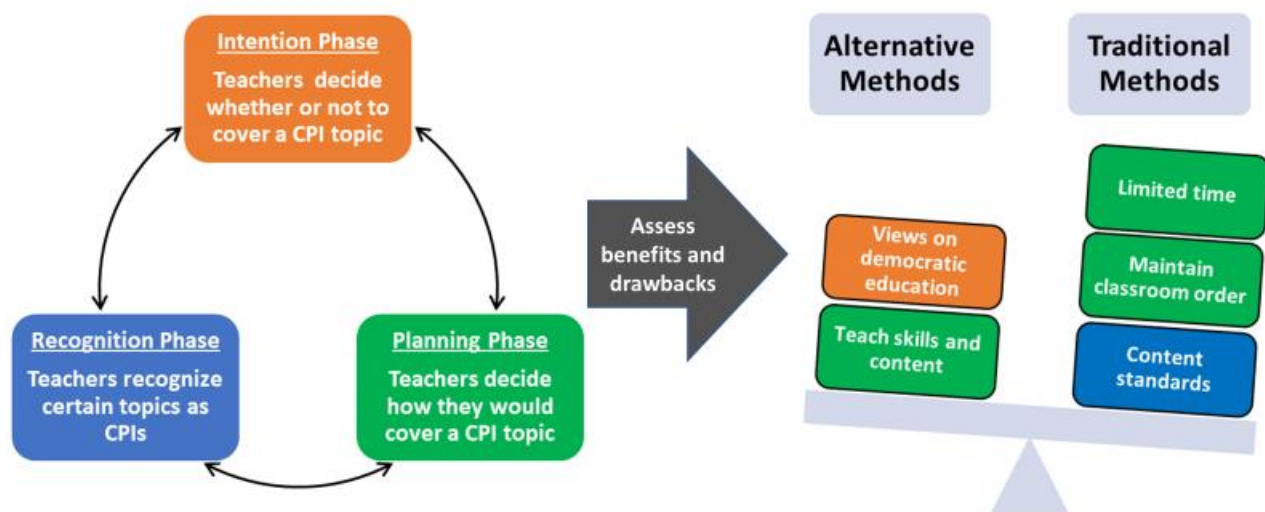 Intention Phase
Teachers decide
whether or not to
cover a CPI topic
Recognition Phase
Teachers recognize
certain topics as
CPIs
Planning Phase
Teachers decide
how they would
cover a CPI topic
Assess
benefits and
drawbacks
Alternative
Methods
Views on
democratic
education
Teach skills and
content
Traditional
Methods
Limited time
Maintain
classroom order
Content
standards